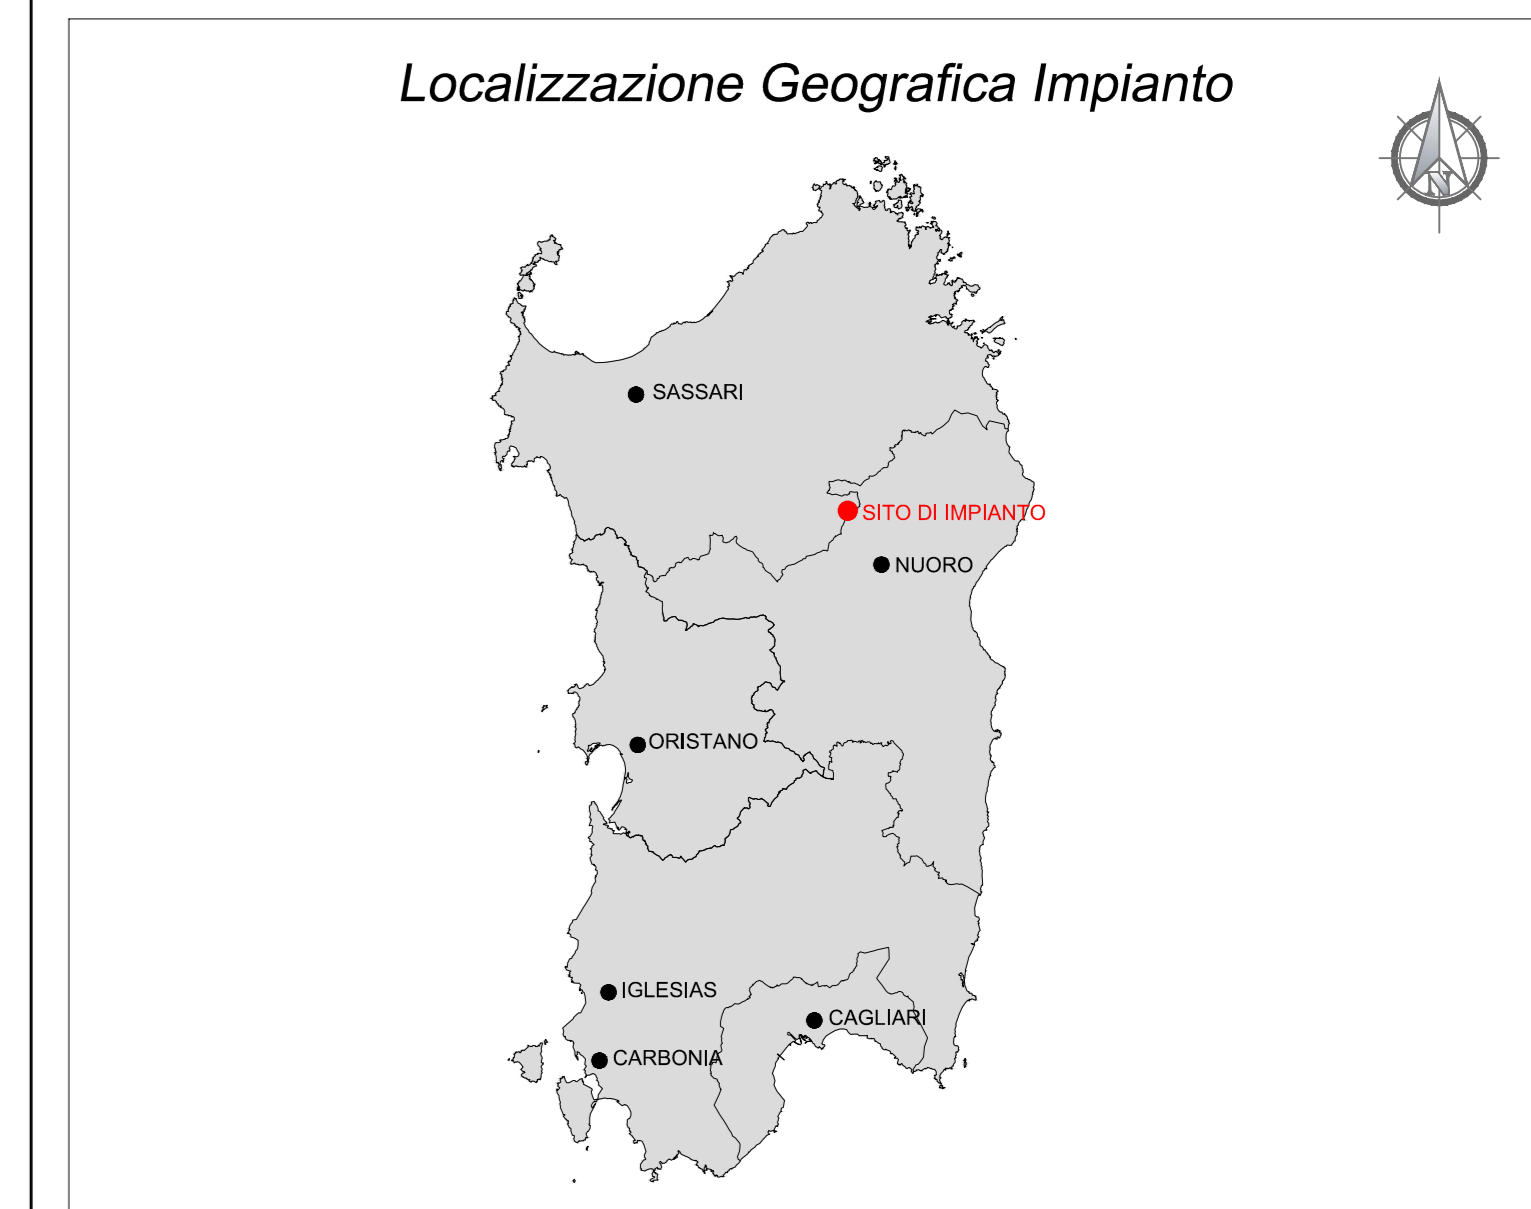 Localizzazione Geografica Impianto
N
SASSARI
SITO DI IMPIANTO
NUORO
ORISTANO
IGLESIAS
CAGLIARI
CARBONIA